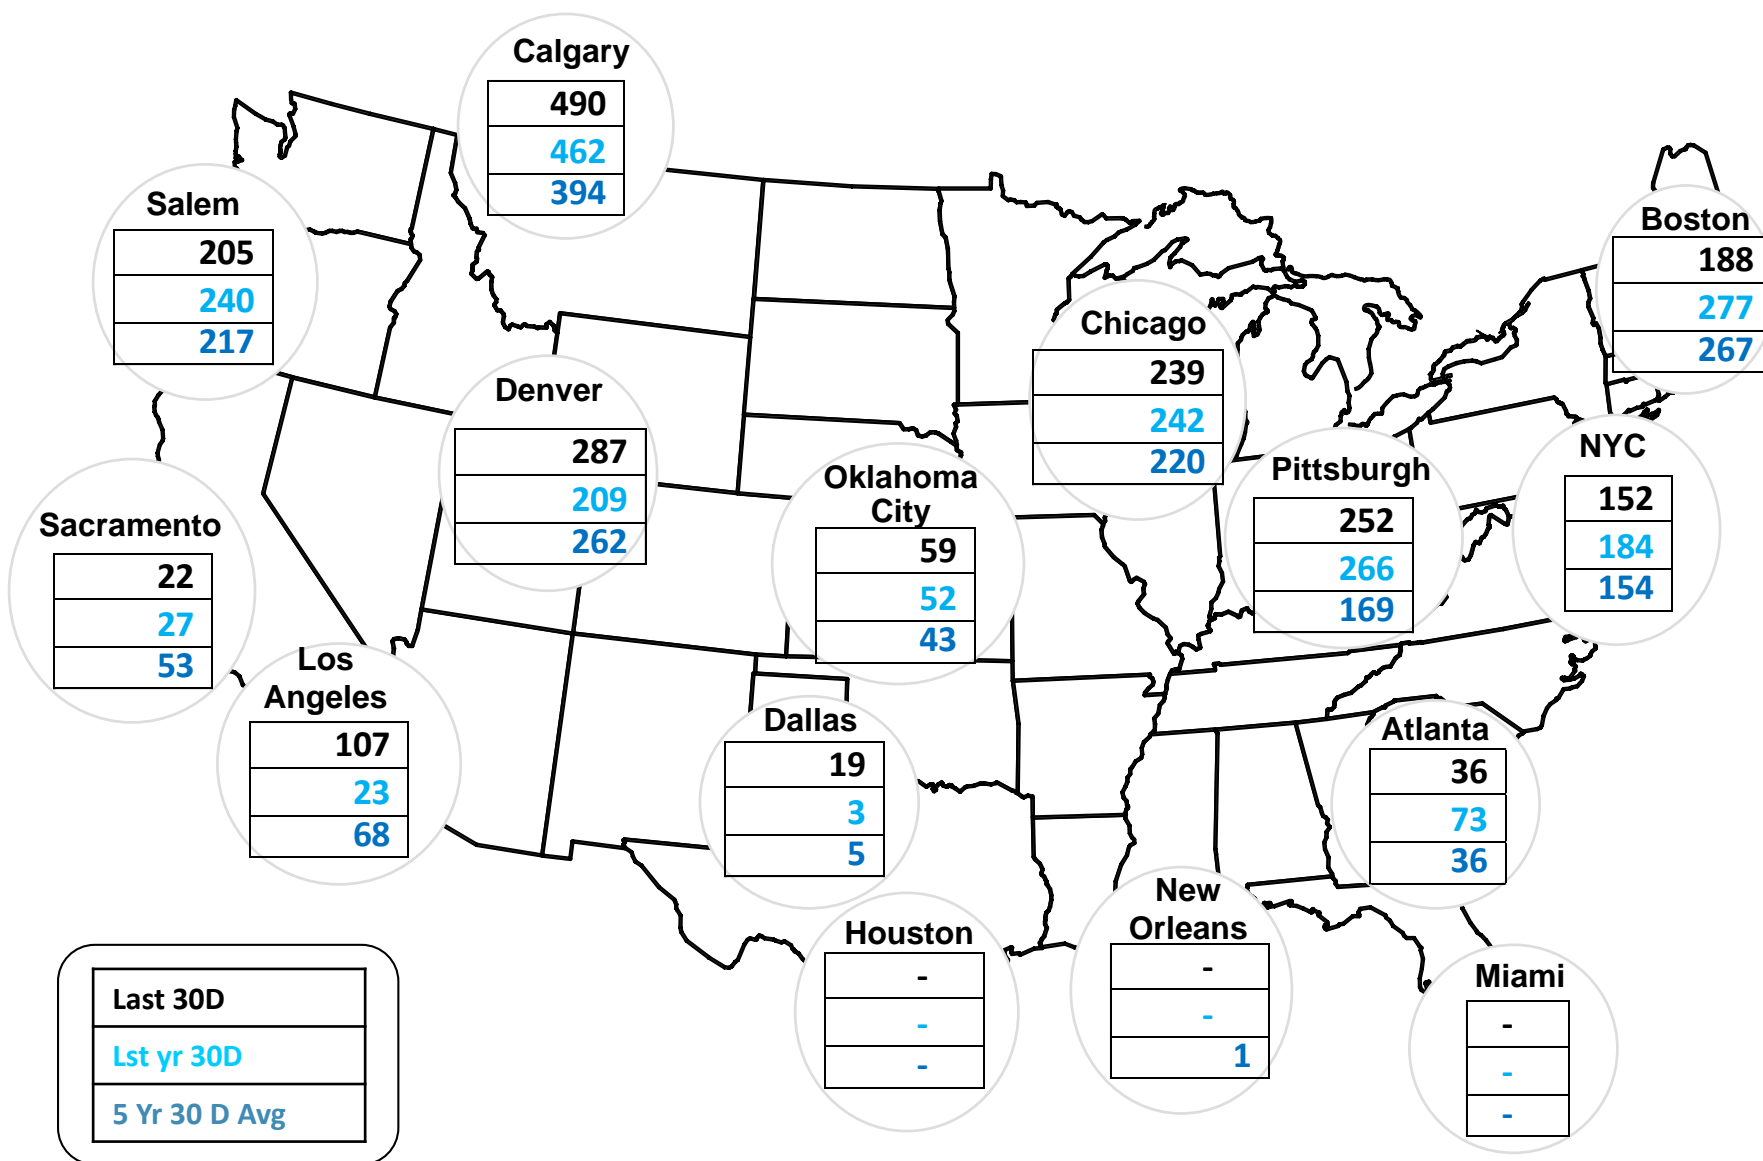 Calgary
490
462
394
Salem
205
240
217
Boston
188
277
267
Chicago
239
242
220
Denver
287
209
262
NYC
152
184
154
Pittsburgh
252
266
169
Oklahoma
City
59
52
43
Sacramento
22
27
53
Los
Angeles
107
23
68
Dallas
19
3
5
Atlanta
36
73
36
New
Orleans
-
-
1
Houston
-
-
-
Miami
-
-
-
Last 30D
Lst yr 30D
5 Yr 30 D Avg